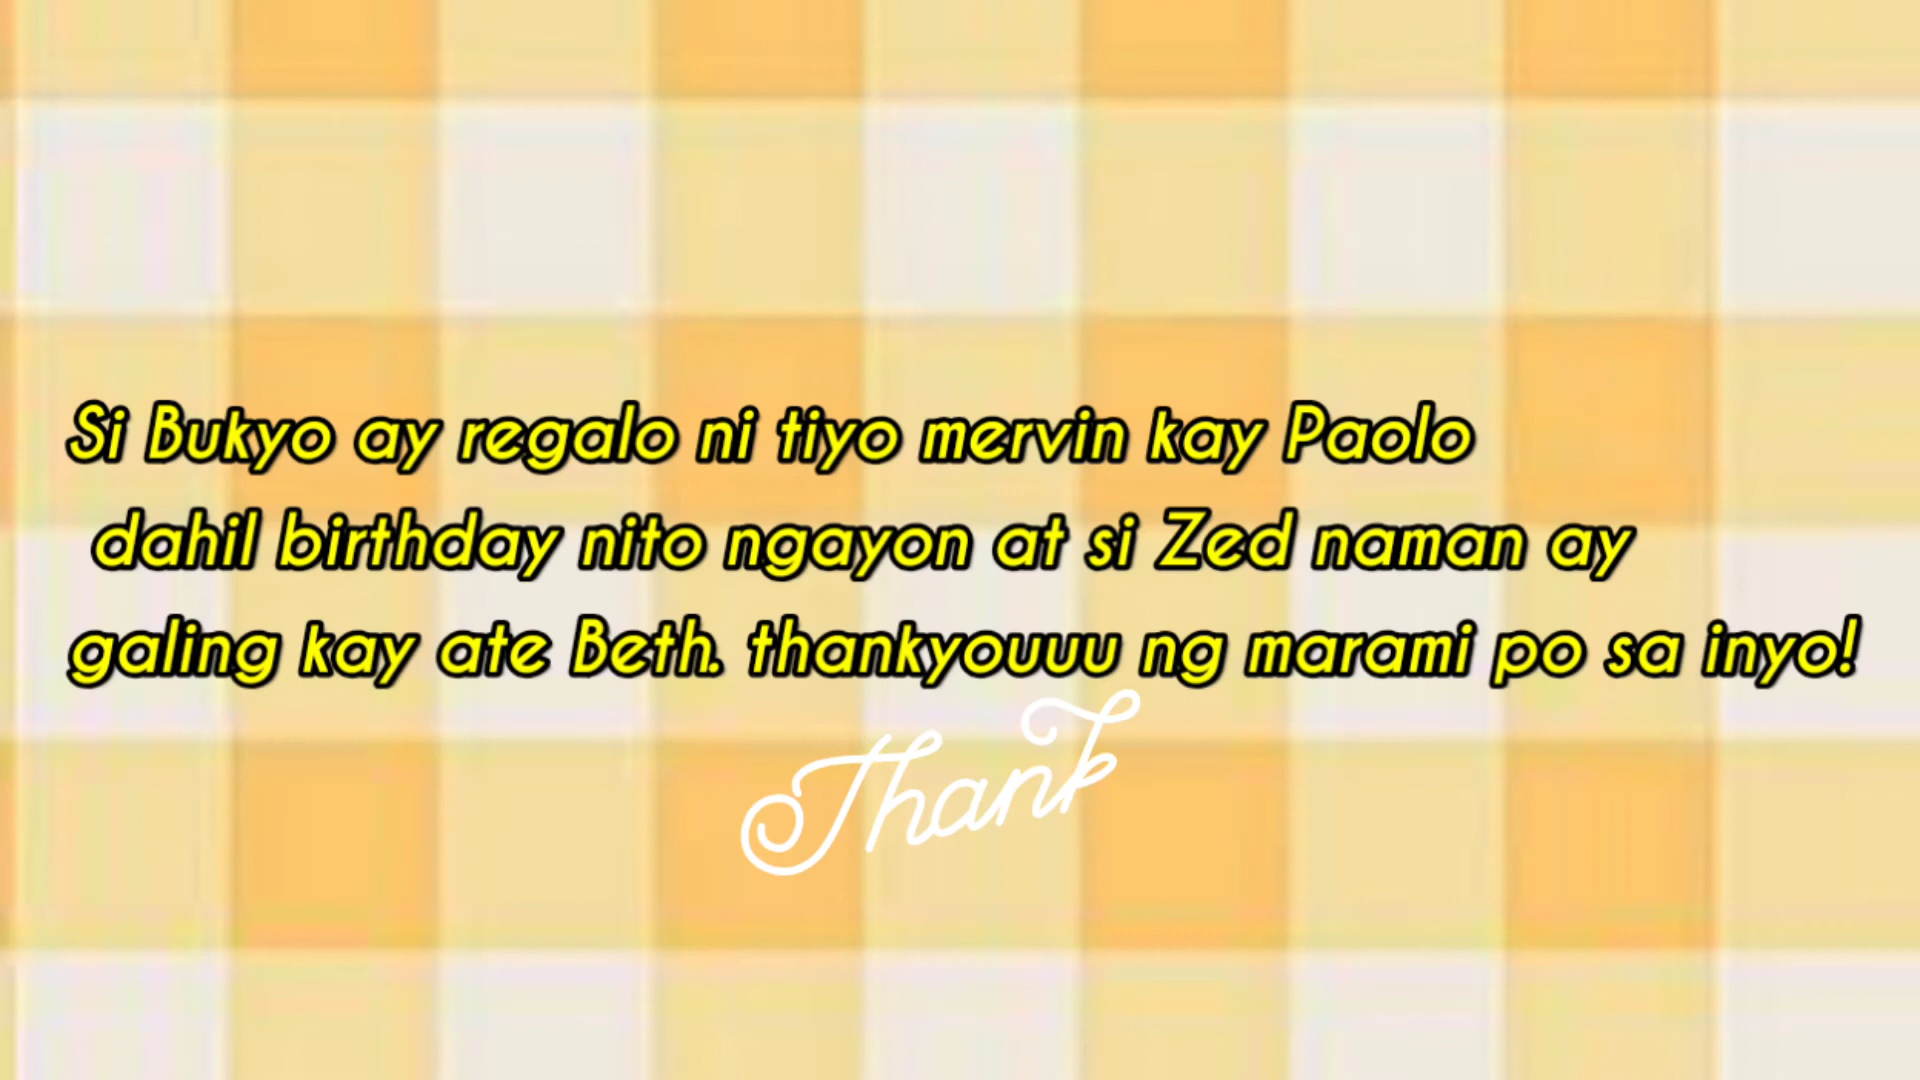 Si Bukyo ay regalo ni tiyo mervin kay Paolo
dahil birthday nito ngayon at si Zed naman ay
galing kay ate Beth. thankyouuu ng marami po sa inyo!
Thank